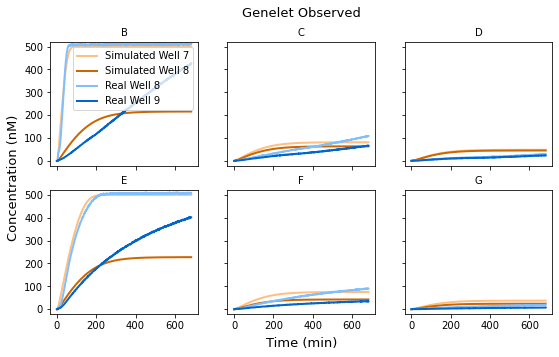 Genelet Observed
B
C
D
500
400
300
200
100
0
Simulated Well 7
Simulated Well 8
Real Well 8
Real Well 9
Concentration (nM)
E
F
G
500
400
300
200
100
0
0 200 400 600
0 200 400 600
0 200 400 600
Time (min)